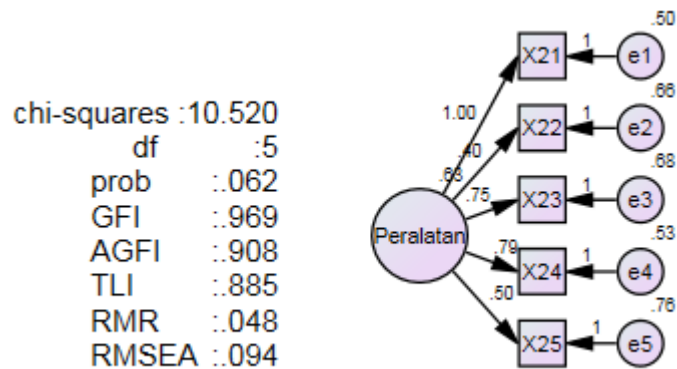 chi-squares :10.520
df :5
prob :.062
GFI :.969
AGFI :.908
TLI :.885
RMR :.048
RMSEA :.094
.50
X21 1 e1
1.00
.66
X22 1 e2
.40
.68
.63
.75
X23 1 e3
Peralatan
.53
.79
X24 1 e4
.50
.76
X25 1 e5